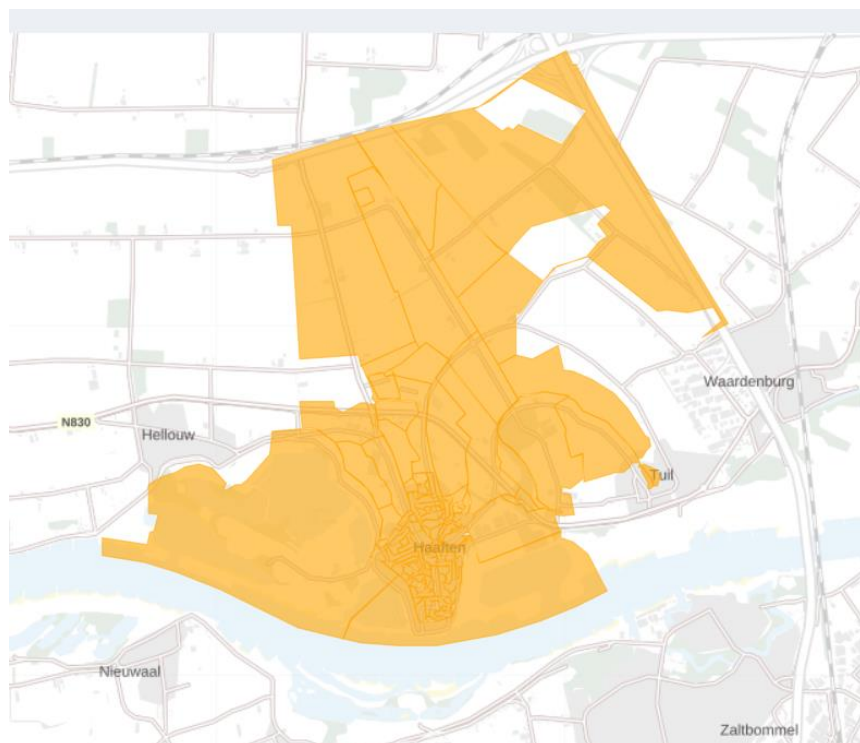 Waardenburg
N830
Hellouw
Tuil
Haaften
Nieuwaal
Zaltbommel